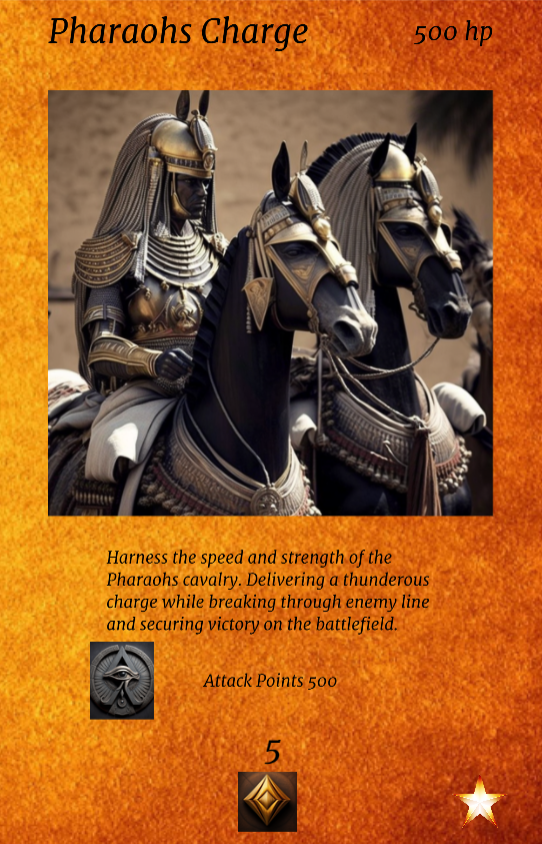 Pharaohs Charge
500 hp
Harness the speed and strength of the
Pharaohs cavalry. Delivering a thunderous
charge while breaking through enemy line
and securing victory on the battlefield.
Attack Points 500
5